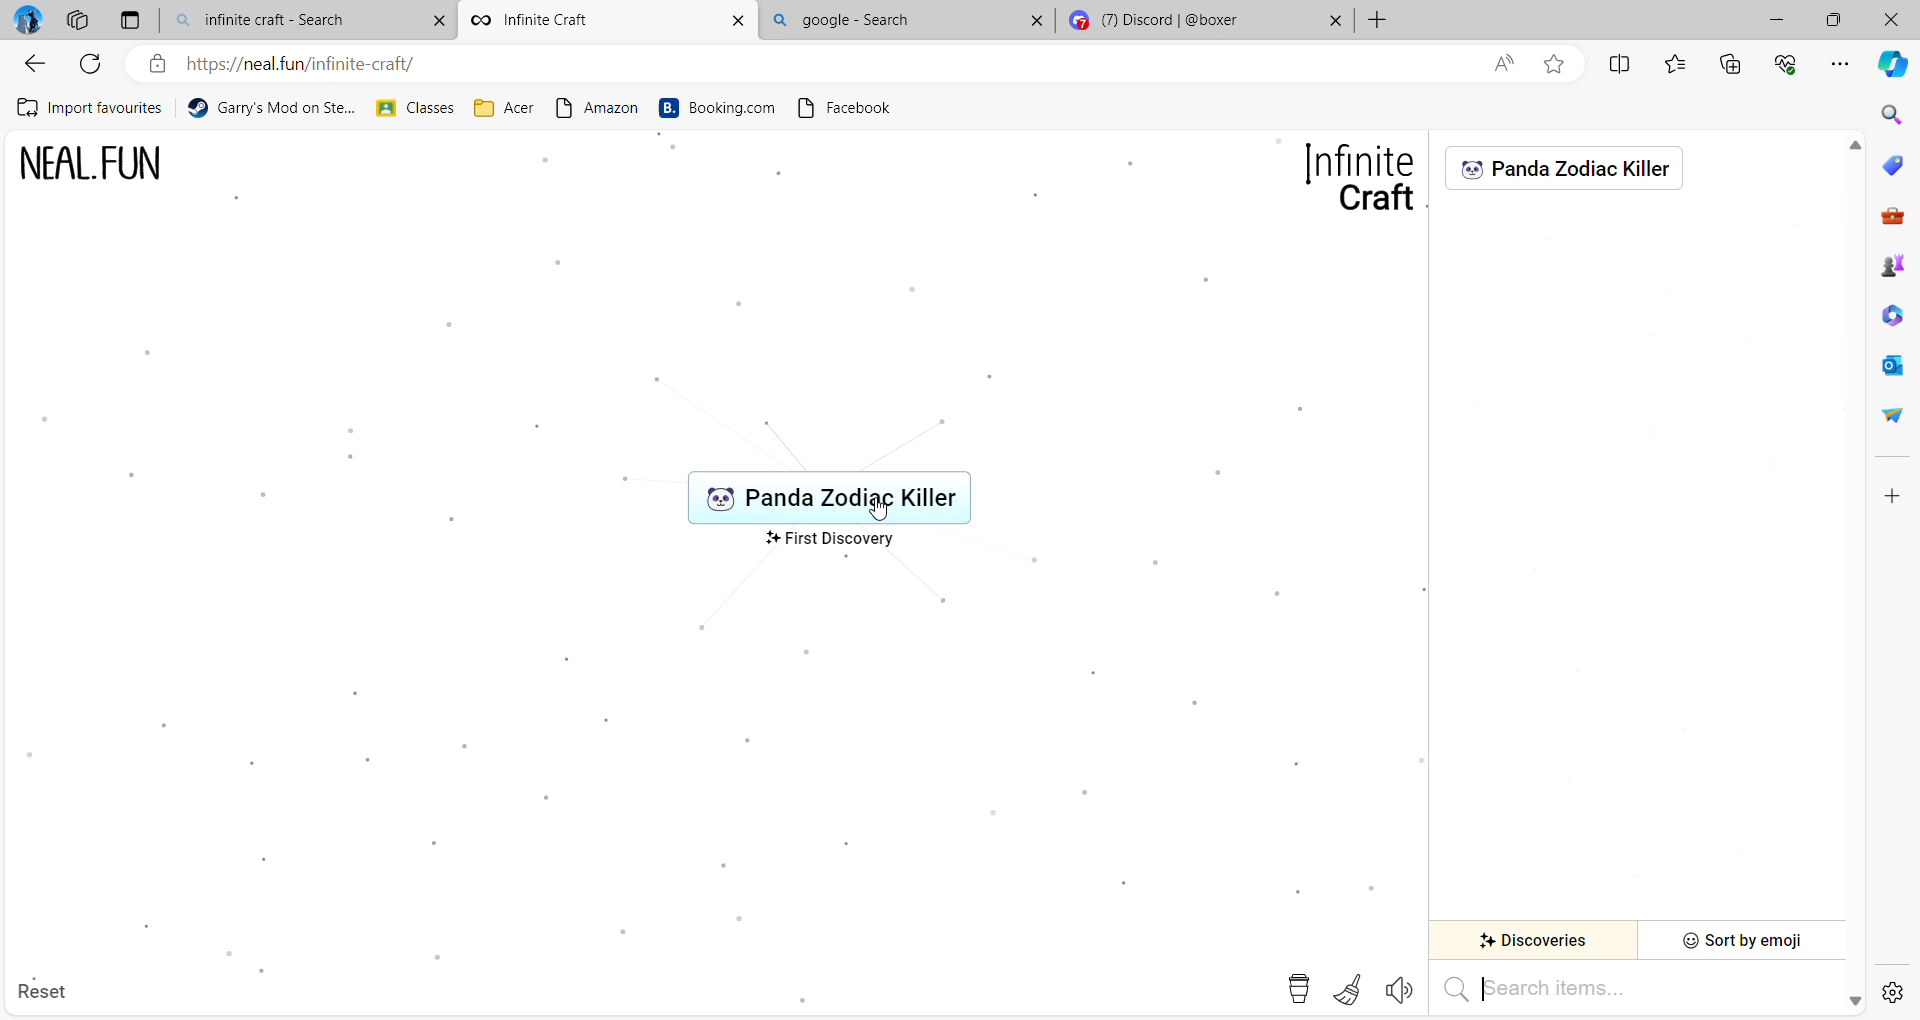 infinite craft - Search
Infinite Craft
google - Search
(7) Discord | @boxer
https://neal.fun/infinite-craft/
Import favourites
Garry's Mod on Ste...
Classes
Acer
Amazon
B. Booking.com
Facebook
NEAL.FUN
Infinite
Craft
Panda Zodiac Killer
Panda Zodiac Killer
First Discovery
Discoveries
Sort by emoji
Reset
Search items...